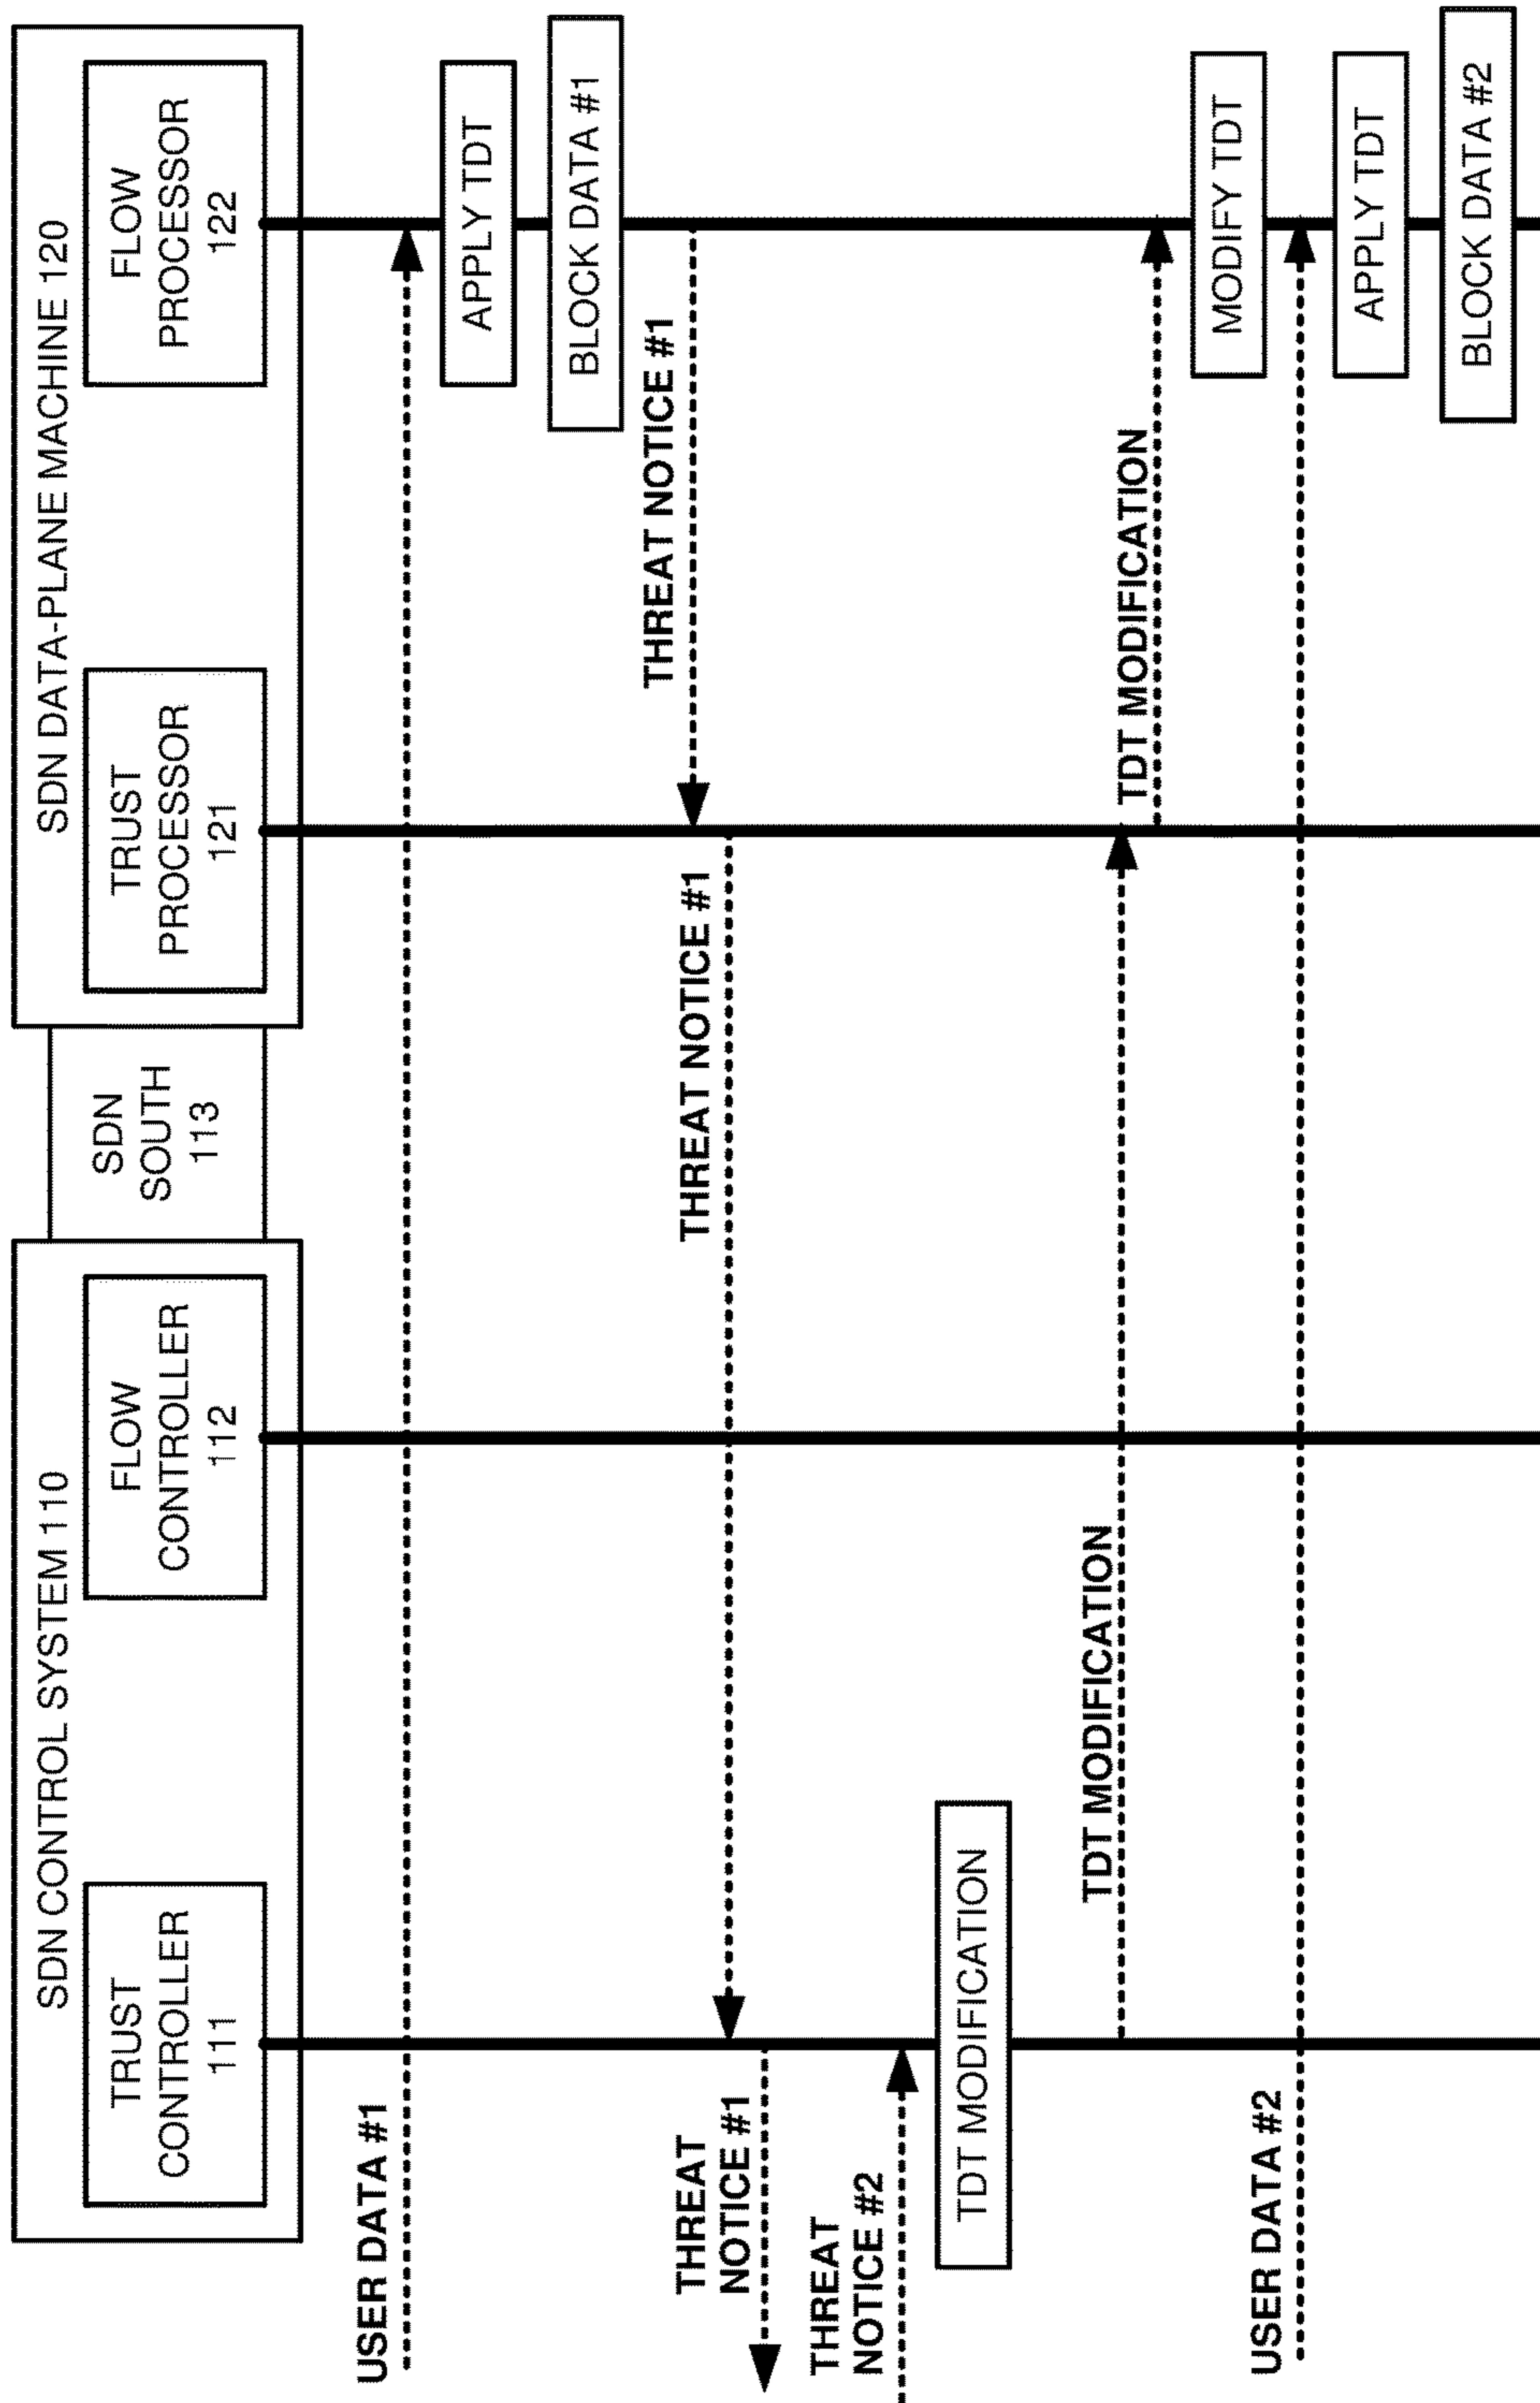 SDN CONTROL SYSTEM 110
SDN DATA-PLANE MACHINE 120
TRUST
CONTROLLER
111
FLOW
CONTROLLER
112
SDN
SOUTH
113
TRUST
PROCESSOR
121
FLOW
PROCESSOR
122
USER DATA #1
APPLY TDT
BLOCK DATA #1
THREAT NOTICE #1
THREAT NOTICE #1
THREAT
NOTICE #1
THREAT
NOTICE #2
TDT MODIFICATION
TDT MODIFICATION
TDT MODIFICATION
MODIFY TDT
USER DATA #2
APPLY TDT
BLOCK DATA #2